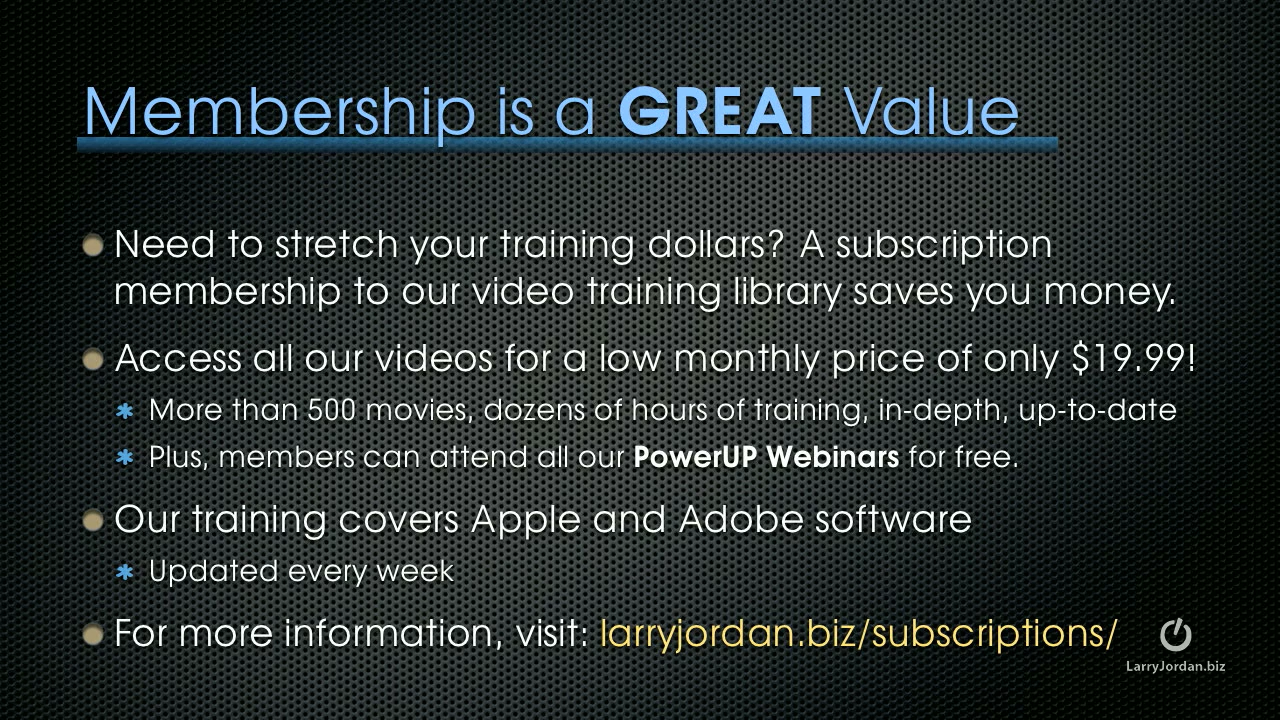 Membership is a GREAT Value
Need to stretch your training dollars? A subscription
membership to our video training library saves you money.
Access all our videos for a low monthly price of only $19.99!
More than 500 movies, dozens of hours of training, in-depth, up-to-date
Plus, members can attend all our PowerUP Webinars for free.
Our training covers Apple and Adobe software
Updated every week
For more information, visit: larryjordan.biz/subscriptions/
LarryJordan.biz